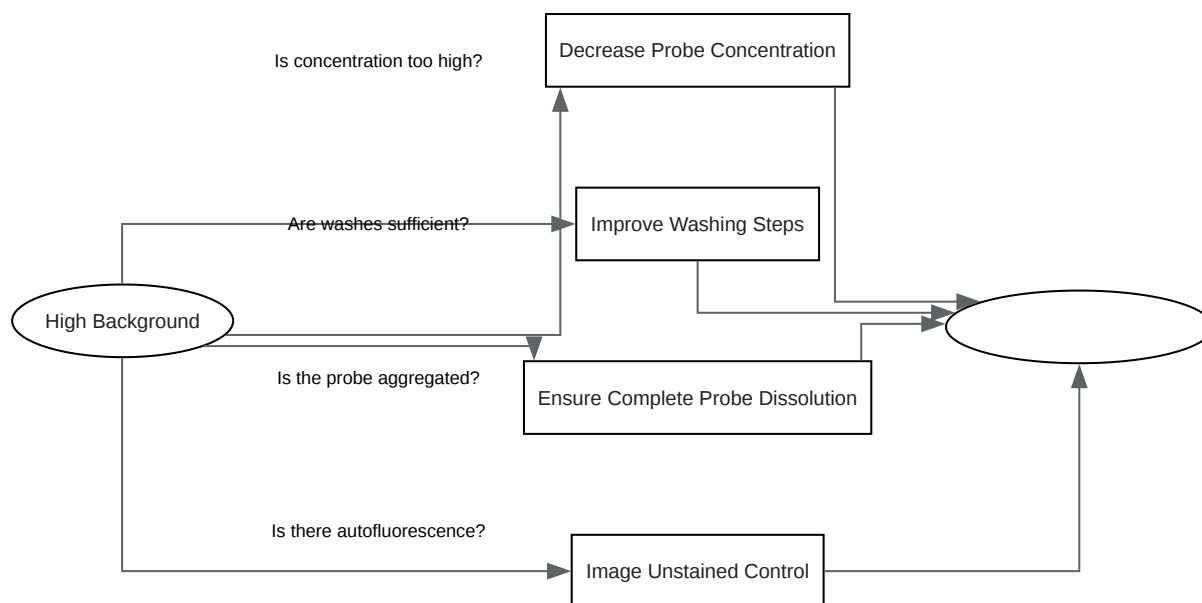 Is concentration too high?
Decrease Probe Concentration
Are washes sufficient?
Improve Washing Steps
High Background
Is the probe aggregated?
Ensure Complete Probe Dissolution
Is there autofluorescence?
Image Unstained Control